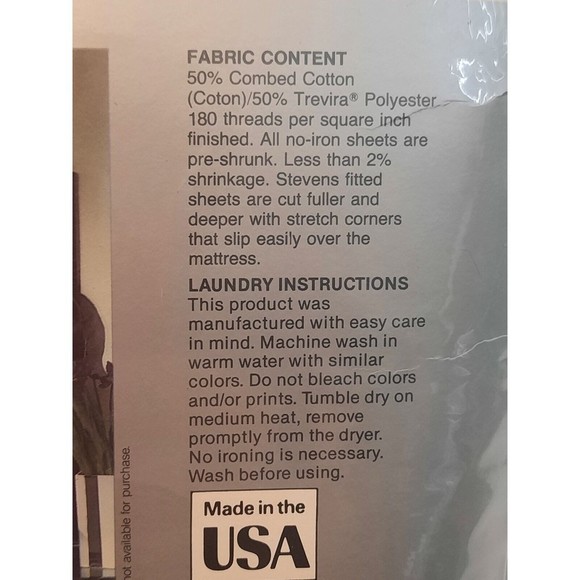 FABRIC CONTENT
50% Combed Cotton
(Coton)/50% Trevira® Polyester
180 threads per square inch
finished. All no-iron sheets are
pre-shrunk. Less than 2%
shrinkage. Stevens fitted
sheets are cut fuller and
deeper with stretch corners
that slip easily over the
mattress.
LAUNDRY INSTRUCTIONS
This product was
manufactured with easy care
in mind. Machine wash in
warm water with similar
colors. Do not bleach colors
and/or prints. Tumble dry on
medium heat, remove
promptly from the dryer.
No ironing is necessary.
Wash before using.
Made in the
USA
not available for purchase.